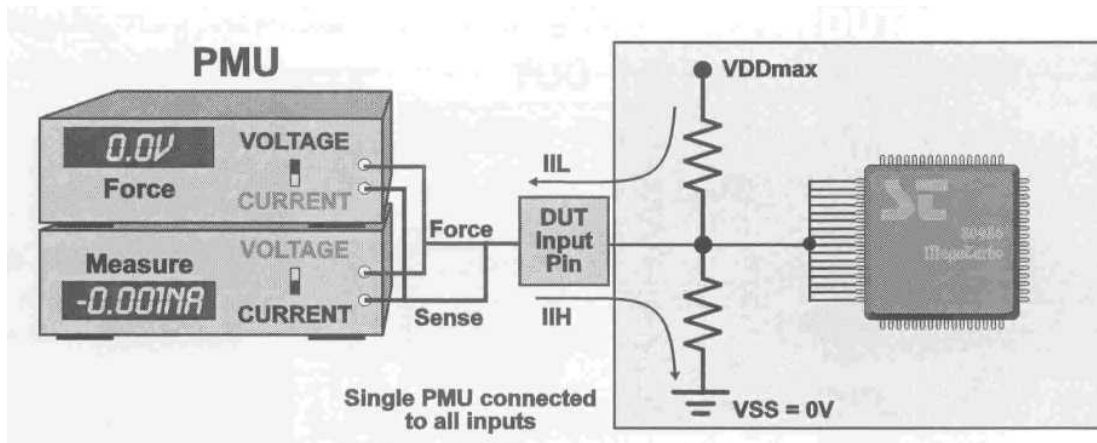 PMU
0.0V
Force
VOLTAGE
CURRENT
Measure
-0.001NA
VOLTAGE
CURRENT
Force
Sense
DUT
Input
Pin
IIL
IIH
VDDmax
VSS = 0V
Single PMU connected
to all inputs